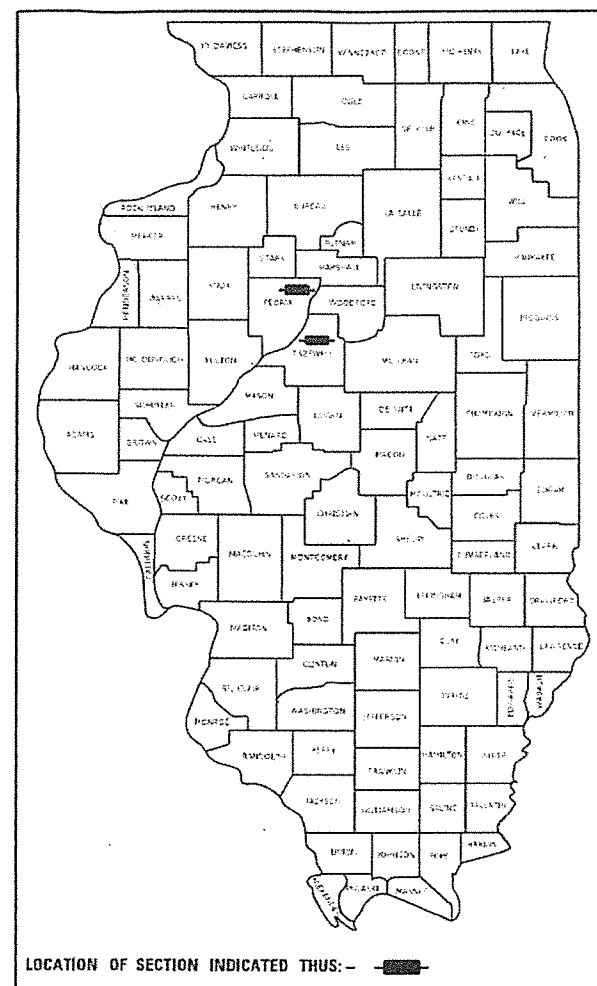 JO DAVIESS STEPHENSON WINNEBAGO BOONE MC HENRY LAKE
CARROLL OGLE
DE KALB KANE DU PAGE COOK
WHITESIDE LEE
KENDALL
ROCK ISLAND HENRY BUREAU LA SALLE WILL
MERCER PUTNAM GRUNDY
STARK KANKAKEE
HENDERSON WARREN KNOX MARSHALL
PEORIA WOODFORD LIVINGSTON
IROQUOIS
HANCOCK MC DONOUGH FULTON TAZEWELL MC LEAN FORD
MASON
SCHUYLER LOGAN DE WITT CHAMPAIGN VERMILION
ADAMS BROWN CASS MENARD PIATT
MACON
MORGAN SANGAMON DOUGLAS
PIKE SCOTT MOULTRIE EDGAR
CHRISTIAN COLES
GREENE SHELBY
CALHOUN MACOUPIN MONTGOMERY CUMBERLAND CLARK
JERSEY
FAYETTE EFFINGHAM JASPER CRAWFORD
MADISON BOND
CLAY RICHLAND LAWRENCE
CLINTON MARION
ST. CLAIR WAYNE EDWARDS WABASH
MONROE WASHINGTON JEFFERSON
RANDOLPH PERRY HAMILTON WHITE
FRANKLIN
JACKSON WILLIAMSON SALINE GALLATIN
UNION JOHNSON POPE HARDIN
ALEXANDER PULASKI MASSAC
LOCATION OF SECTION INDICATED THUS: -